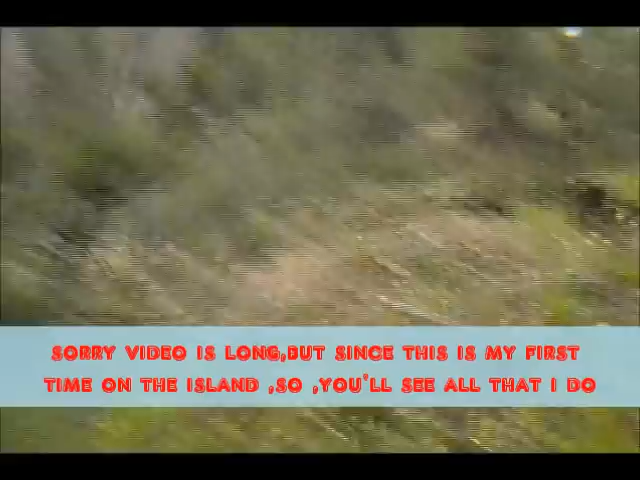 SORRY VIDEO IS LONG,BUT SINCE THIS IS MY FIRST
TIME ON THE ISLAND ,SO ,YOU'LL SEE ALL THAT I DO